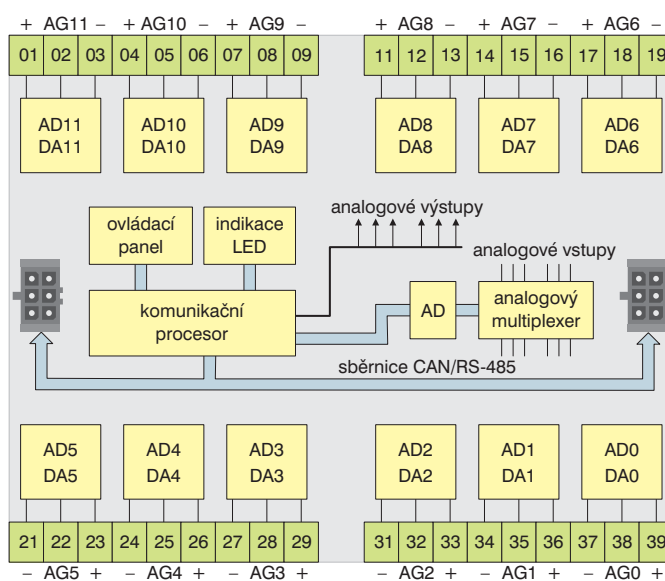 + AG11 – + AG10 – + AG9 – + AG8 – + AG7 – + AG6 –
01 02 03 04 05 06 07 08 09 11 12 13 14 15 16 17 18 19
AD11 AD10 AD9 AD8 AD7 AD6
DA11 DA10 DA9 DA8 DA7 DA6
analogové výstupy
ovládací
panel
indikace
LED
analogové vstupy
komunikační
procesor
AD
analogový
multiplexer
sběrnice CAN/RS-485
AD5 AD4 AD3 AD2 AD1 AD0
DA5 DA4 DA3 DA2 DA1 DA0
21 22 23 24 25 26 27 28 29 31 32 33 34 35 36 37 38 39
– AG5 + – AG4 + – AG3 + – AG2 + – AG1 + – AG0 +